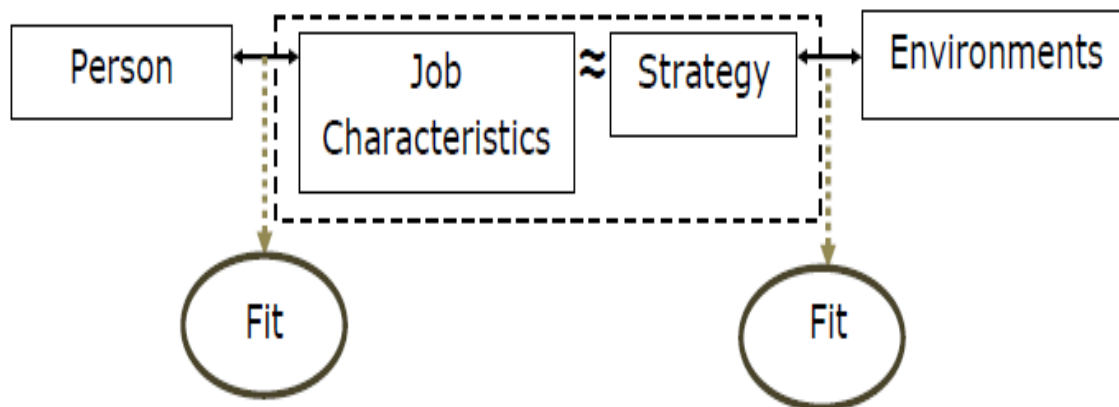 Person
Job
Characteristics
≈
Strategy
Environments
Fit
Fit